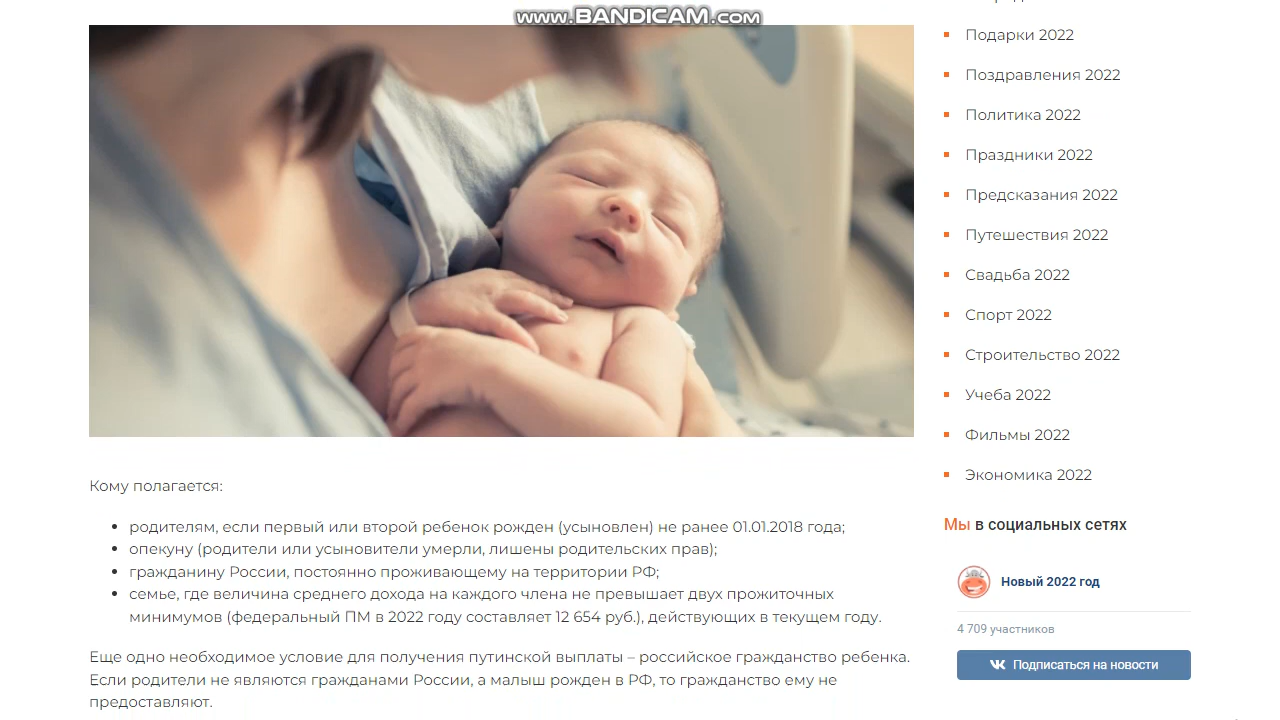 www.BANDICAM.com
Подарки 2022
Поздравления 2022
Политика 2022
Праздники 2022
Предсказания 2022
Путешествия 2022
Свадьба 2022
Спорт 2022
Строительство 2022
Учеба 2022
Фильмы 2022
Экономика 2022
Мы в социальных сетях
Новый 2022 год
4 709 участников
Подписаться на новости
Кому полагается:
родителям, если первый или второй ребенок рожден (усыновлен) не ранее 01.01.2018 года;
опекуну (родители или усыновители умерли, лишены родительских прав);
гражданину России, постоянно проживающему на территории РФ;
семье, где величина среднего дохода на каждого члена не превышает двух прожиточных
минимумов (федеральный ПМ в 2022 году составляет 12 654 руб.), действующих в текущем году.
Еще одно необходимое условие для получения путинской выплаты – российское гражданство ребенка.
Если родители не являются гражданами России, а малыш рожден в РФ, то гражданство ему не
предоставляют.